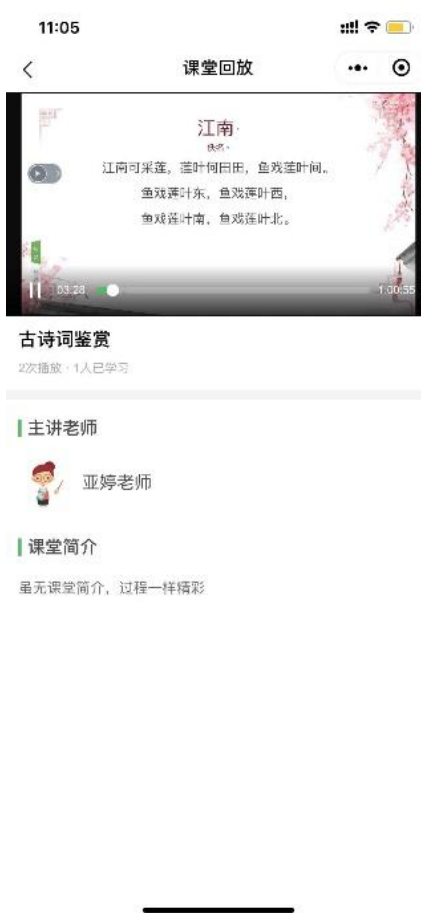 11:05
课堂回放
江南
佚名
江南可采莲，莲叶何田田，鱼戏莲叶间。
鱼戏莲叶东，鱼戏莲叶西，
鱼戏莲叶南，鱼戏莲叶北。
03:28
1:00:55
古诗词鉴赏
2次播放·1人已学习
主讲老师
亚婷老师
课堂简介
虽无课堂简介，过程一样精彩